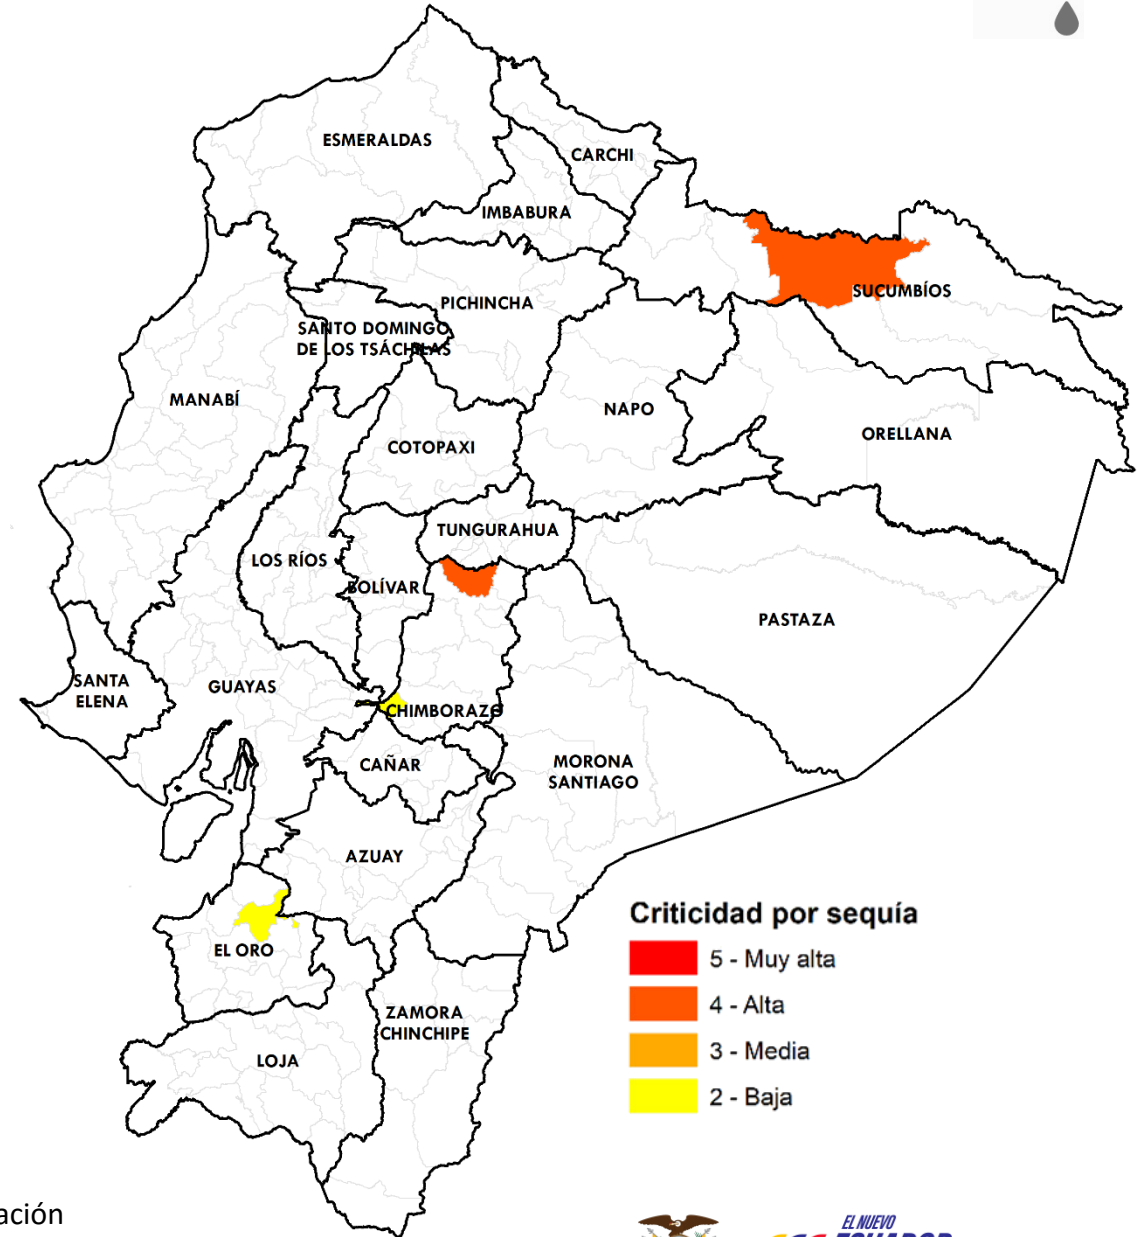 ESMERALDAS
CARCHI
IMBABURA
SUCUMBÍOS
PICHINCHA
SANTO DOMINGO
DE LOS TSÁCHILAS
MANABÍ
NAPO
ORELLANA
COTOPAXI
TUNGURAHUA
LOS RÍOS
BOLÍVAR
PASTAZA
SANTA
ELENA
GUAYAS
CHIMBORAZO
CAÑAR
MORONA
SANTIAGO
AZUAY
EL ORO
ZAMORA
CHINCHIPE
LOJA
Criticidad por sequía
5 - Muy alta
4 - Alta
3 - Media
2 - Baja
ación
EL NUEVO
ECUADOR